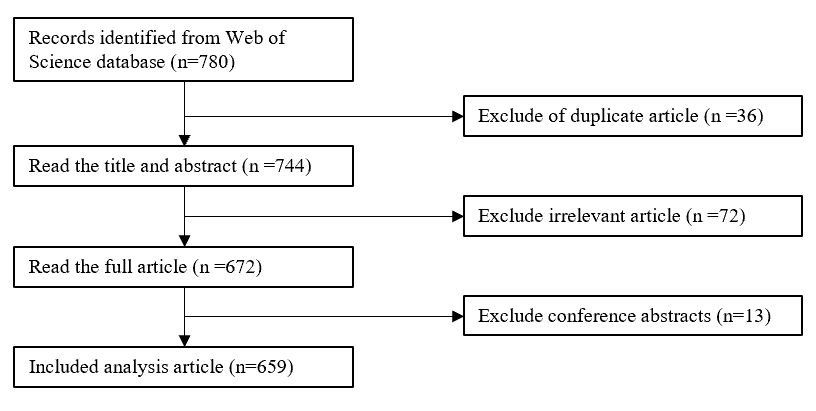 Records identified from Web of
Science database (n=780)
Exclude of duplicate article (n =36)
Read the title and abstract (n =744)
Exclude irrelevant article (n =72)
Read the full article (n =672)
Exclude conference abstracts (n=13)
Included analysis article (n=659)